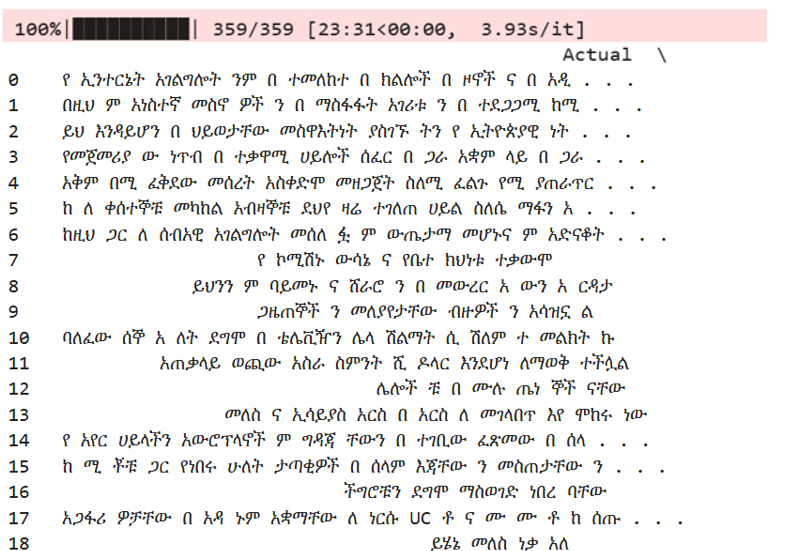 100%|██████████| 359/359 [23:31<00:00, 3.93s/it]
Actual \
0 የ ኢንተርኔት አገልግሎት ንም በ ተመለከተ በ ክልሎች በ ዞኖች ና በ አዲ . . .
1 በዚህ ም አነስተኛ መስኖ ዎች ን በ ማስፋፋት አገሪቱ ን በ ተደጋጋሚ ከሚ . . .
2 ይህ እንዳይሆን በ ህይወታቸው መስዋእትነት ያስገኙ ትን የ ኢትዮጵያዊ ነት . . .
3 የመጀመሪያ ው ነጥብ በ ተቃዋሚ ሀይሎች ሰፈር በ ጋራ አቋም ላይ በ ጋራ . . .
4 አቅም በሚ ፈቅደው መሰረት አስቀድሞ መዘጋጀት ስለሚ ፈልጉ የሚ ያጠራጥር . . .
5 ከ ለ ቀሰተኞቹ መካከል አብዛኞቹ ደህየ ዛሬ ተገለጠ ሀይል ስለሴ ማፋን አ . . .
6 ከዚህ ጋር ለ ሰብአዊ አገልግሎት መሰለ ቿ ም ውጤታማ መሆኑና ም አድናቆት . . .
7 የ ኮሚሽኑ ውሳኔ ና የቤተ ክህነቱ ተቃውሞ
8 ይህንን ም ባይመኑ ና ሸራሮ ን በ መውረር አ ውን አ ርዳታ
9 ጋዜጠኞች ን መለያየታቸው ብዙዎች ን አሳዝኗ ል
10 ባለፈው ሰኞ አ ለት ደግሞ በ ቴሌቪዥን ሌላ ሽልማት ሲ ሸለም ተ መልክት ኩ
11 አጠቃላይ ወጪው አስራ ስምንት ሺ ዶላር እንደሆነ ለማወቅ ተችሏል
12 ሌሎች ቹ በ ሙሉ ጤነ ኞች ናቸው
13 መለስ ና ኢሳይያስ አርስ በ አርስ ለ መገላበጥ እየ ሞከሩ ነው
14 የ አየር ሀይላችን አውሮፕላኖች ም ግዳጃ ቸውን በ ተገቢው ፈጽመው በ ሰላ . . .
15 ከ ሚ ቾቹ ጋር የነበሩ ሁለት ታጣቂዎች በ ሰላም እጃቸው ን መስጠታቸው ን . . .
16 ችግሮቹን ደግሞ ማስወገድ ነበረ ባቸው
17 አጋፋሪ ዎቻቸው በ አዳ ኑም አቋማቸው ለ ነርሱ UC ቶ ና ሙ ሙ ቶ ከ ሰጡ . . .
18 ይሄኔ መለስ ነቃ አለ